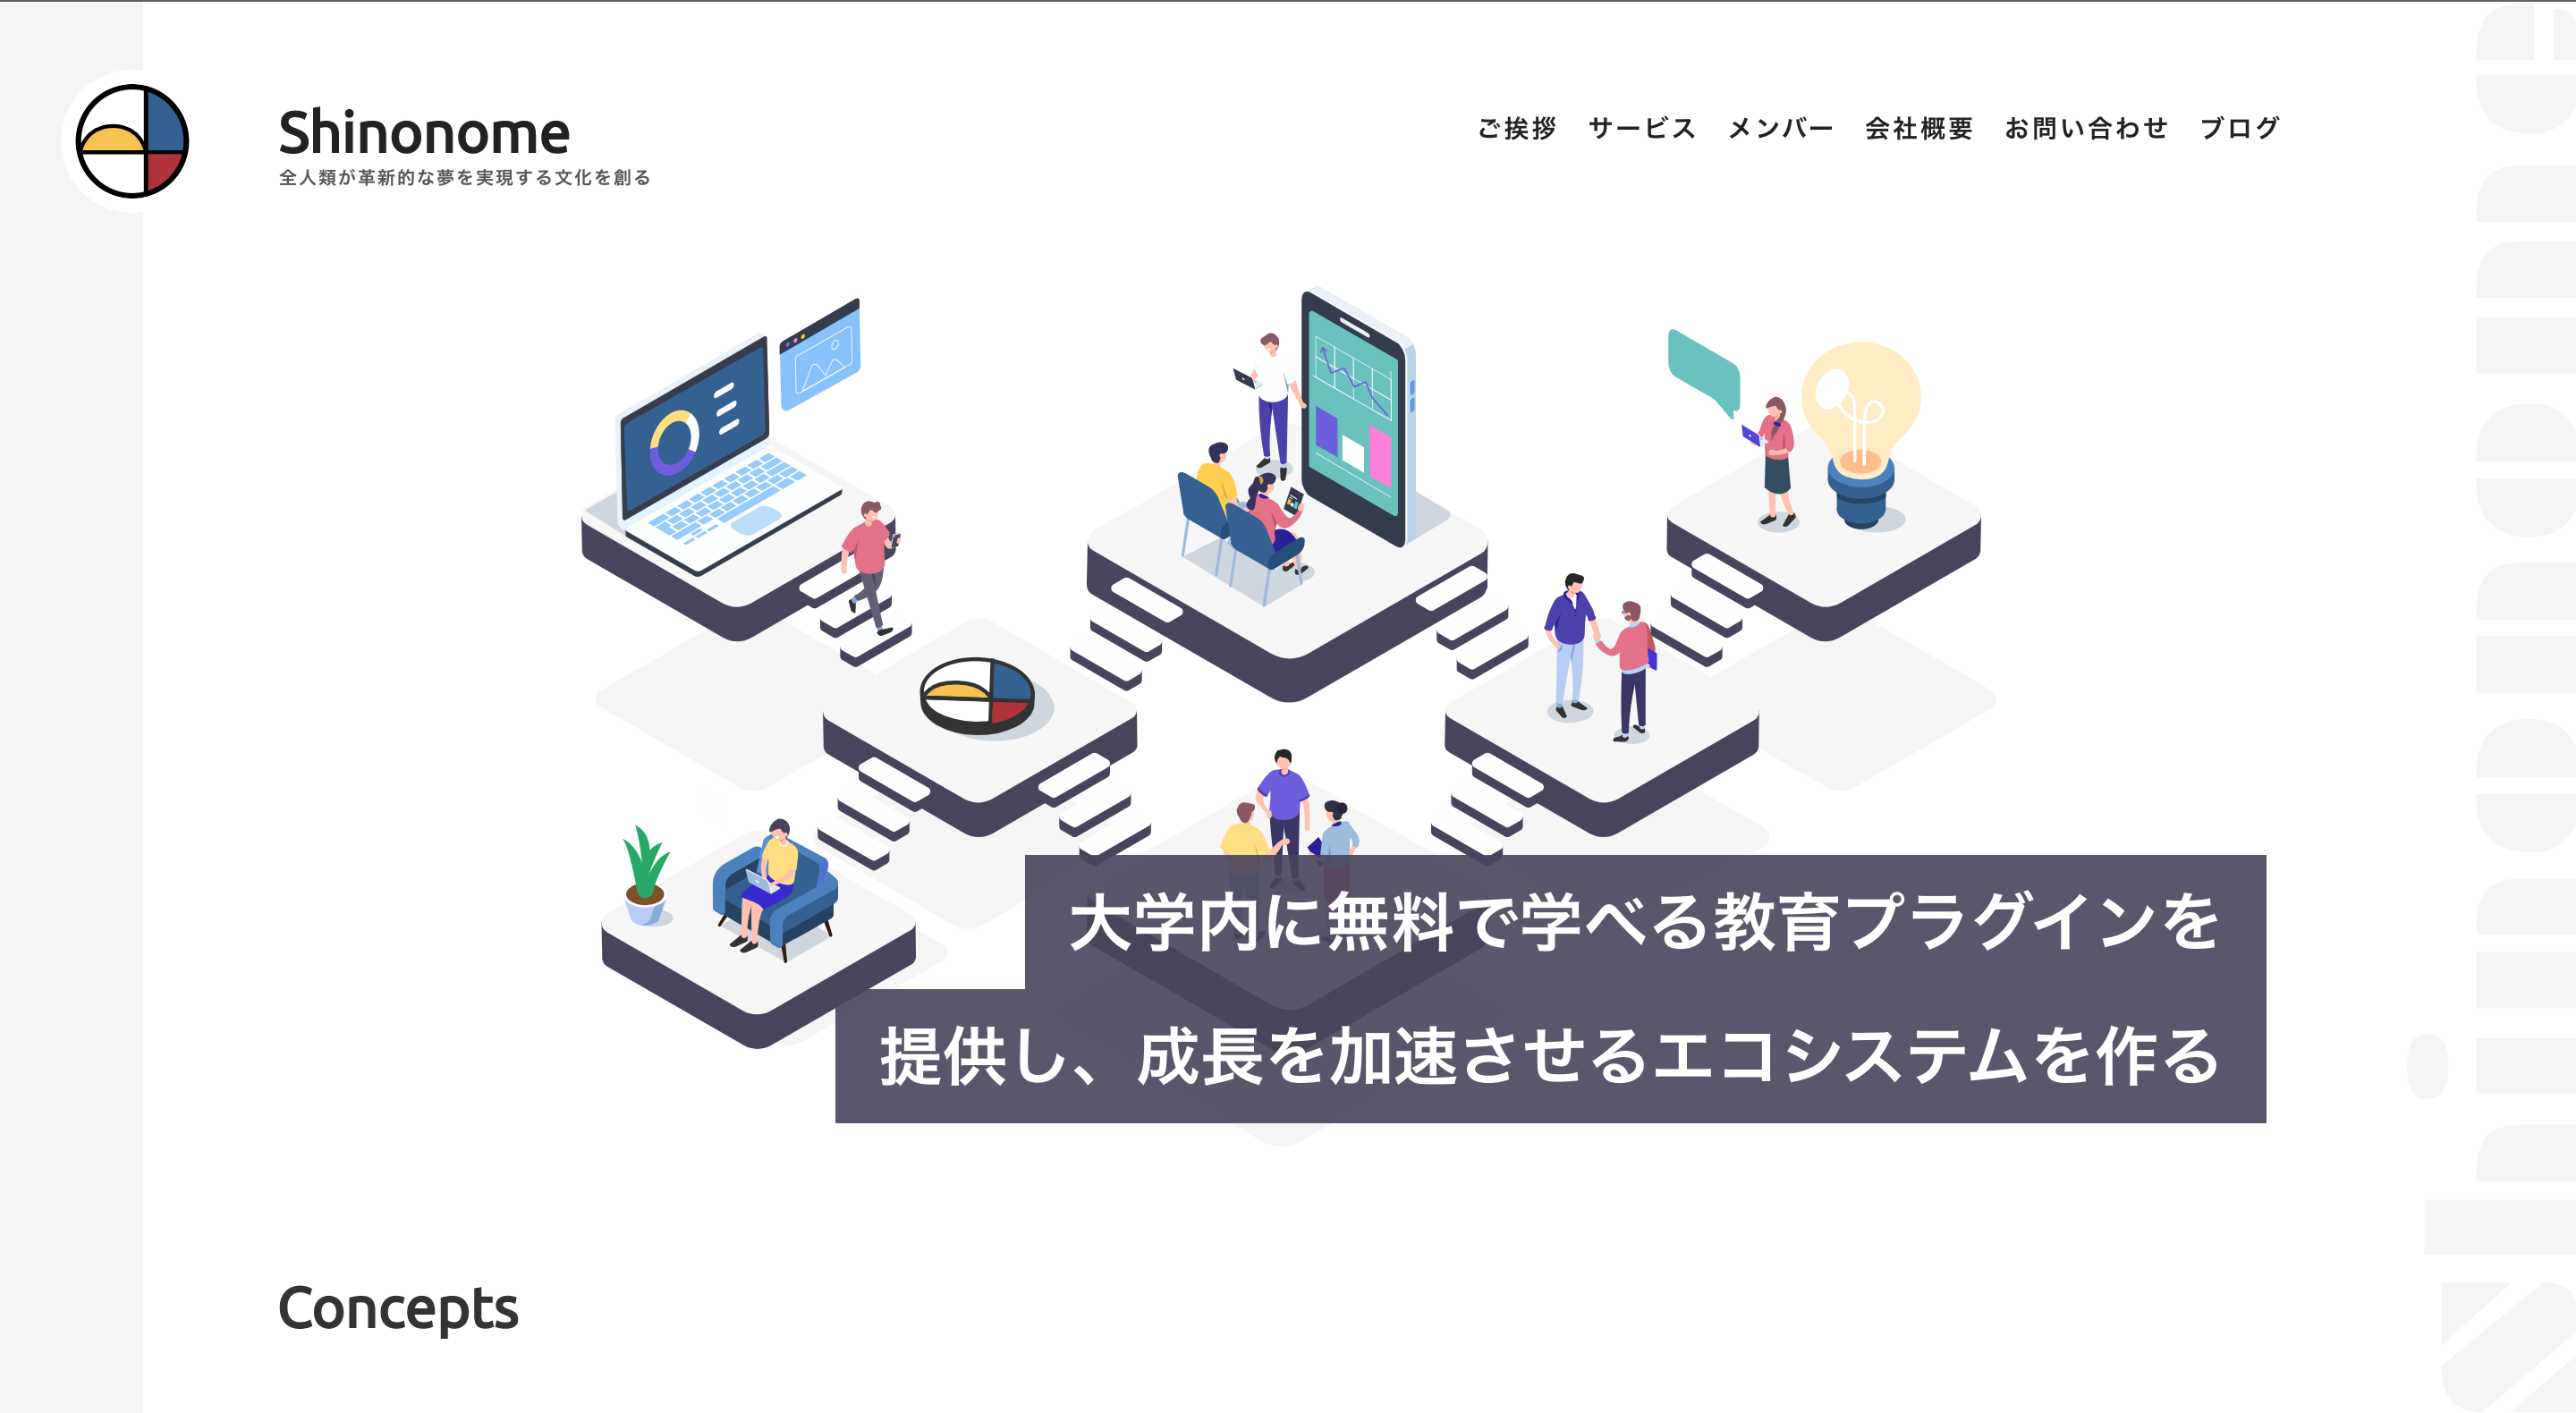 Shinonome
全人類が革新的な夢を実現する文化を創る
ご挨拶 サービス メンバー 会社概要 お問い合わせ ブログ
大学内に無料で学べる教育プラグインを
提供し、成長を加速させるエコシステムを作る
Concepts
Shinonome